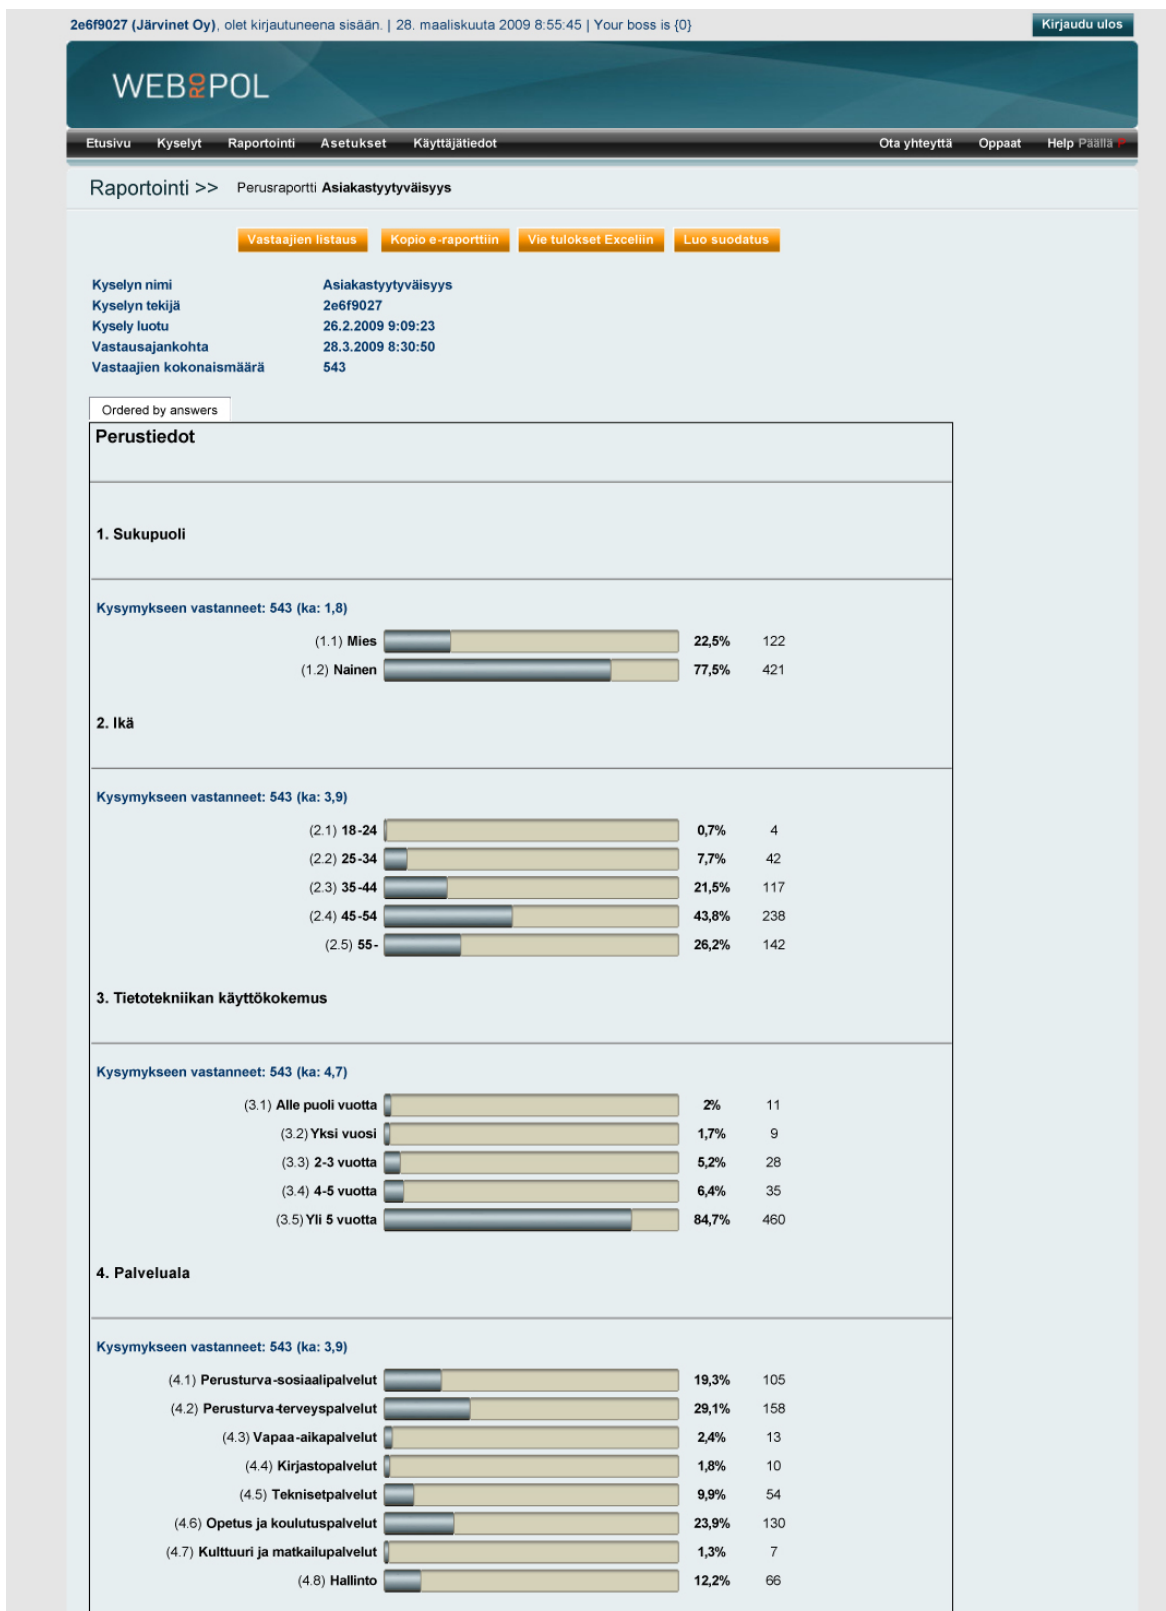 2e6f9027 (Järvinet Oy), olet kirjautuneena sisään. | 28. maaliskuuta 2009 8:55:45 | Your boss is {0} Kirjaudu ulos
WEBROPOL
Etusivu Kyselyt Raportointi Asetukset Käyttäjätiedot Ota yhteyttä Oppaat Help Päällä
Raportointi >> Perusraportti Asiakastyytyväisyys
Vastaajien listaus Kopio e-raporttiin Vie tulokset Exceliin Luo suodatus
Kyselyn nimi Asiakastyytyväisyys
Kyselyn tekijä 2e6f9027
Kysely luotu 26.2.2009 9:09:23
Vastausajankohta 28.3.2009 8:30:50
Vastaajien kokonaismäärä 543
Ordered by answers
Perustiedot
1. Sukupuoli
Kysymykseen vastanneet: 543 (ka: 1,8)
(1.1) Mies 22,5% 122
(1.2) Nainen 77,5% 421
2. Ikä
Kysymykseen vastanneet: 543 (ka: 3,9)
(2.1) 18-24 0,7% 4
(2.2) 25-34 7,7% 42
(2.3) 35-44 21,5% 117
(2.4) 45-54 43,8% 238
(2.5) 55- 26,2% 142
3. Tietotekniikan käyttökokemus
Kysymykseen vastanneet: 543 (ka: 4,7)
(3.1) Alle puoli vuotta 2% 11
(3.2) Yksi vuosi 1,7% 9
(3.3) 2-3 vuotta 5,2% 28
(3.4) 4-5 vuotta 6,4% 35
(3.5) Yli 5 vuotta 84,7% 460
4. Palveluala
Kysymykseen vastanneet: 543 (ka: 3,9)
(4.1) Perusturva-sosiaalipalvelut 19,3% 105
(4.2) Perusturva-terveyspalvelut 29,1% 158
(4.3) Vapaa-aikapalvelut 2,4% 13
(4.4) Kirjastopalvelut 1,8% 10
(4.5) Teknisetpalvelut 9,9% 54
(4.6) Opetus ja koulutuspalvelut 23,9% 130
(4.7) Kulttuuri ja matkailupalvelut 1,3% 7
(4.8) Hallinto 12,2% 66